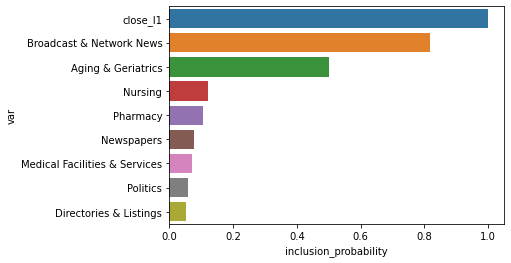 close_l1
Broadcast & Network News
Aging & Geriatrics
Nursing
Pharmacy
Newspapers
Medical Facilities & Services
Politics
Directories & Listings
var
0.0 0.2 0.4 0.6 0.8 1.0
inclusion_probability